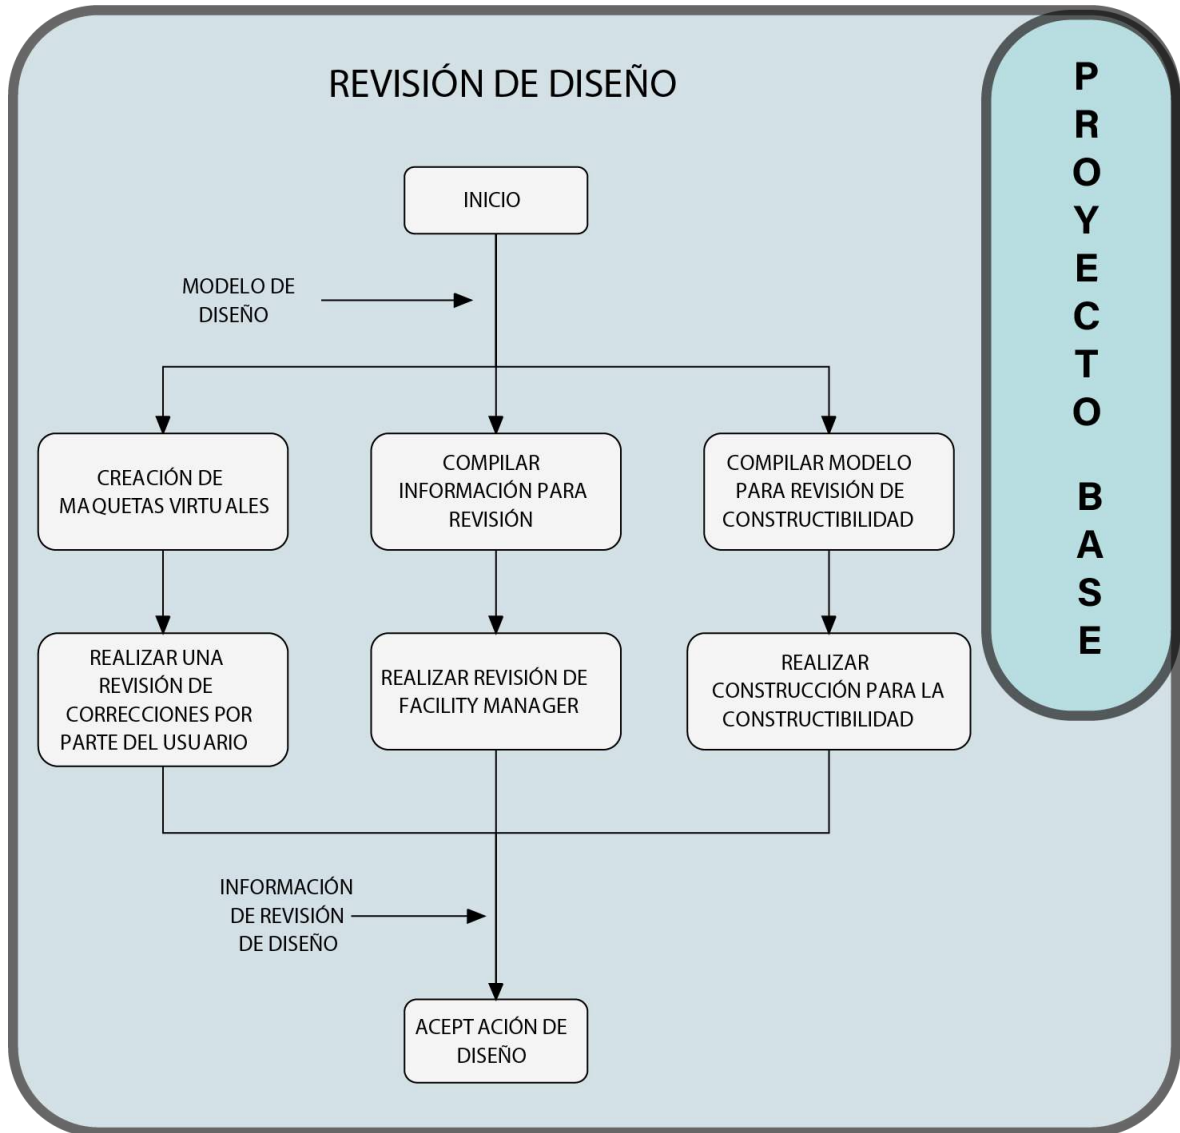 REVISIÓN DE DISEÑO
INICIO
MODELO DE
DISEÑO
CREACIÓN DE
MAQUETAS VIRTUALES
COMPILAR
INFORMACIÓN PARA
REVISIÓN
COMPILAR MODELO
PARA REVISIÓN DE
CONSTRUCTIBILIDAD
REALIZAR UNA
REVISIÓN DE
CORRECCIONES POR
PARTE DEL USUARIO
REALIZAR REVISIÓN DE
FACILITY MANAGER
REALIZAR
CONSTRUCCIÓN PARA LA
CONSTRUCTIBILIDAD
INFORMACIÓN
DE REVISIÓN
DE DISEÑO
ACEPTACIÓN DE
DISEÑO
PROYECTO BASE